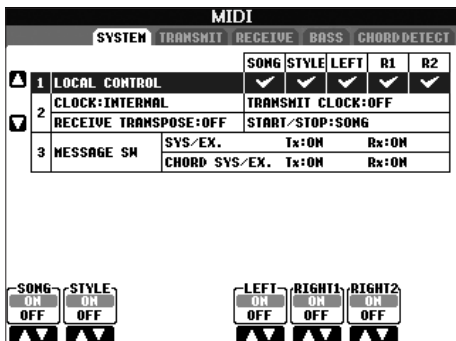 MIDI
SYSTEM TRANSMIT RECEIVE BASS CHORD DETECT
SONG STYLE LEFT R1 R2
1 LOCAL CONTROL
2 CLOCK:INTERNAL TRANSMIT CLOCK:OFF
RECEIVE TRANSPOSE:OFF START/STOP:SONG
3 MESSAGE SW SYS/EX. Tx:ON Rx:ON
CHORD SYS/EX. Tx:ON Rx:ON
SONG STYLE LEFT RIGHT1 RIGHT2
ON ON ON ON ON
OFF OFF OFF OFF OFF